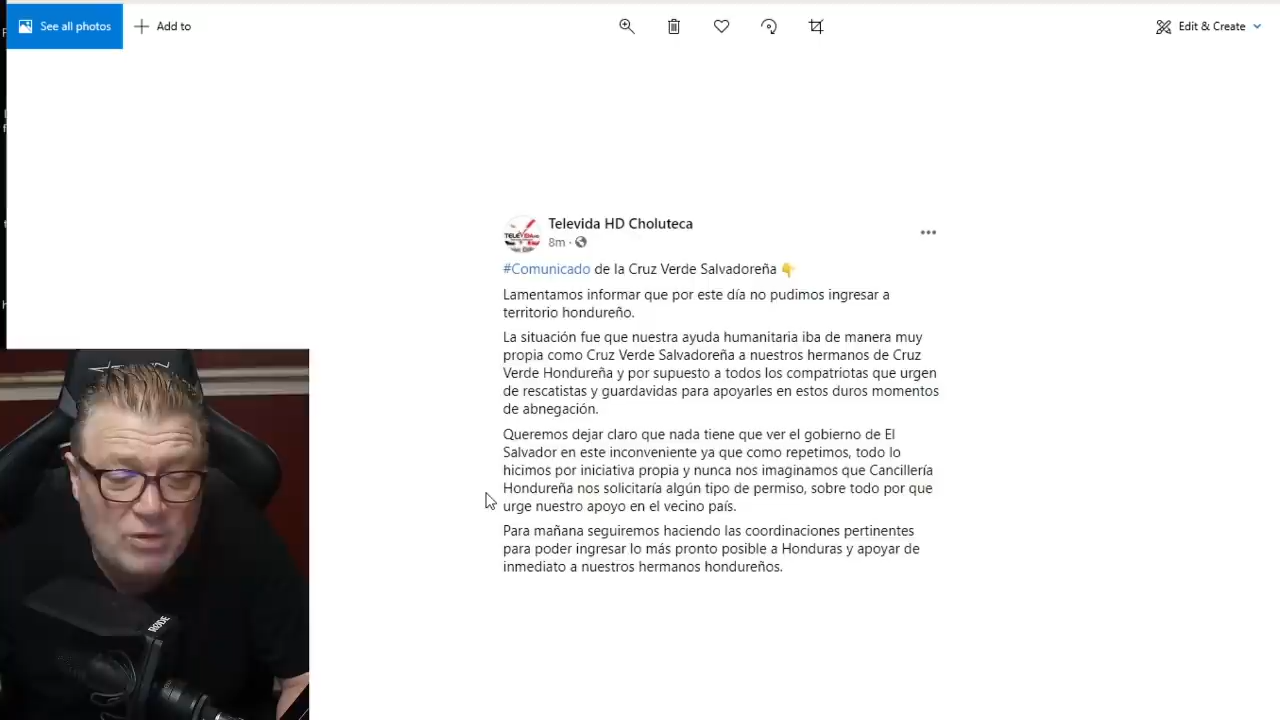 See all photos
Add to
Edit & Create
Televida HD Choluteca
8m
#Comunicado de la Cruz Verde Salvadoreña
Lamentamos informar que por este día no pudimos ingresar a
territorio hondureño.
La situación fue que nuestra ayuda humanitaria iba de manera muy
propia como Cruz Verde Salvadoreña a nuestros hermanos de Cruz
Verde Hondureña y por supuesto a todos los compatriotas que urgen
de rescatistas y guardavidas para apoyarles en estos duros momentos
de abnegación.
Queremos dejar claro que nada tiene que ver el gobierno de El
Salvador en este inconveniente ya que como repetimos, todo lo
hicimos por iniciativa propia y nunca nos imaginamos que Cancillería
Hondureña nos solicitaría algún tipo de permiso, sobre todo por que
urge nuestro apoyo en el vecino país.
Para mañana seguiremos haciendo las coordinaciones pertinentes
para poder ingresar lo más pronto posible a Honduras y apoyar de
inmediato a nuestros hermanos hondureños.
RØDE